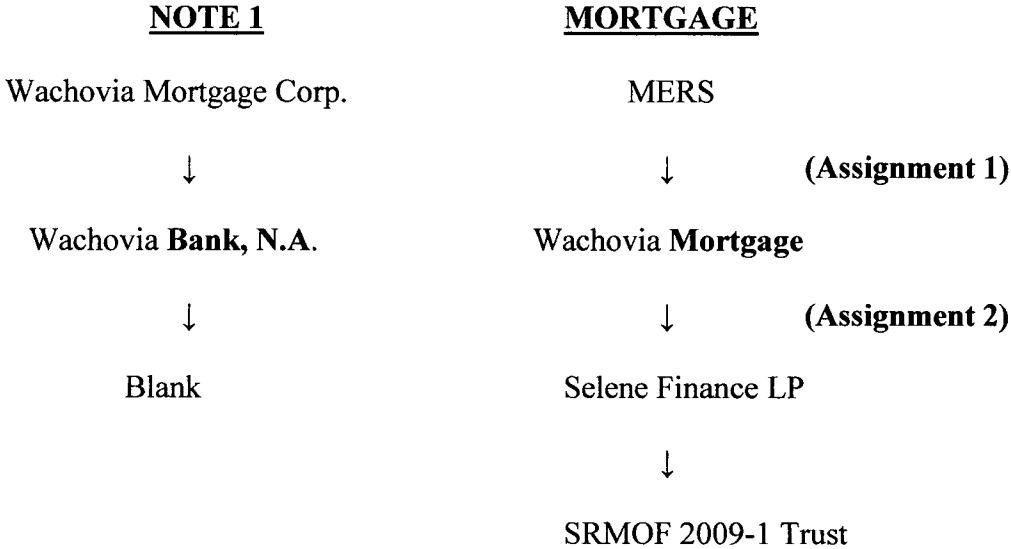 NOTE 1 MORTGAGE
Wachovia Mortgage Corp. MERS
↓ ↓ (Assignment 1)
Wachovia Bank, N.A. Wachovia Mortgage
↓ ↓ (Assignment 2)
Blank Selene Finance LP
↓
SRMOF 2009-1 Trust